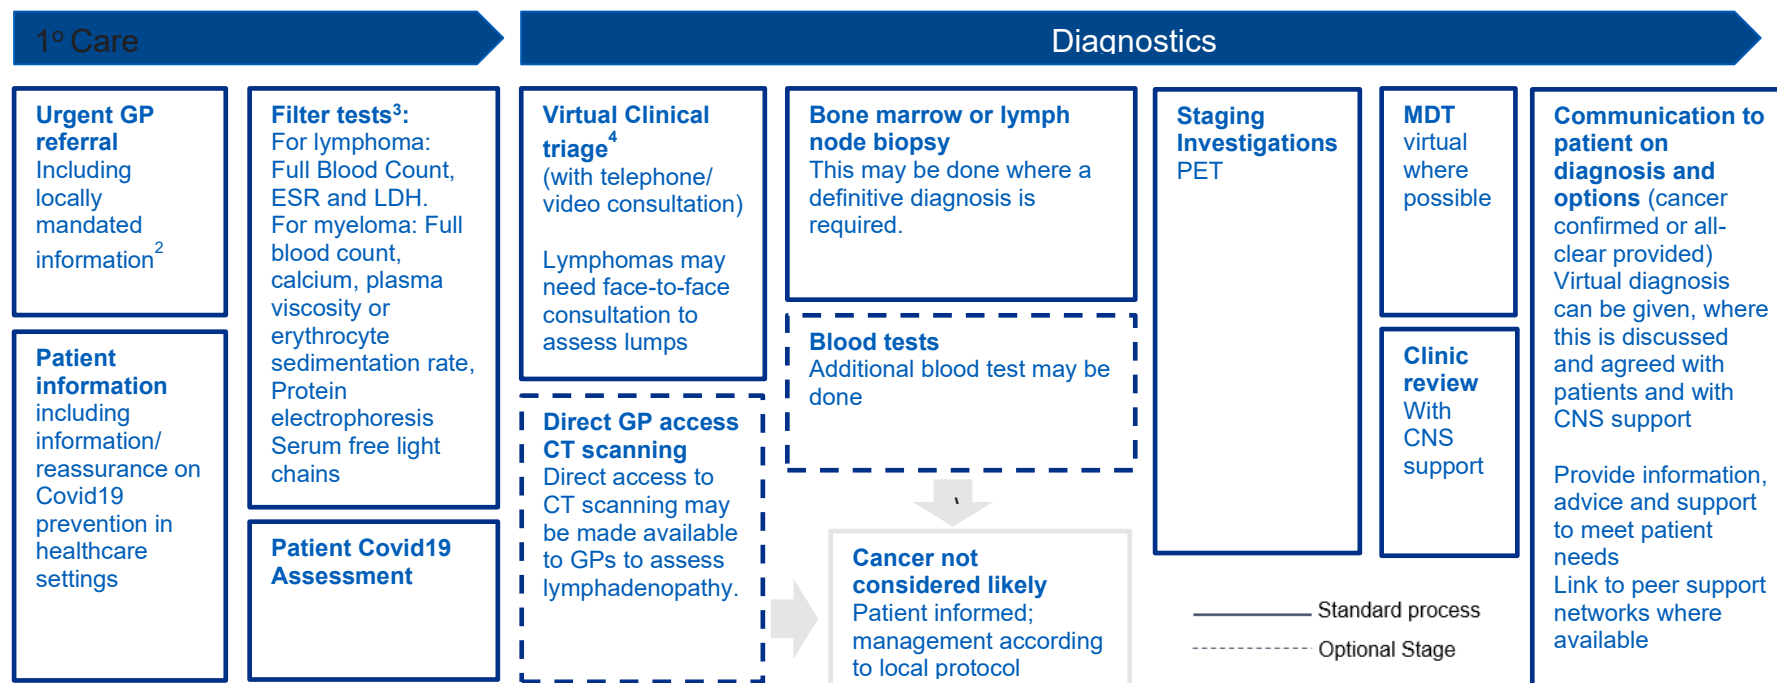 1º Care
Diagnostics
Urgent GP
referral
Including
locally
mandated
information2
Patient
information
including
information/
reassurance on
Covid19
prevention in
healthcare
settings
Filter tests3:
For lymphoma:
Full Blood Count,
ESR and LDH.
For myeloma: Full
blood count,
calcium, plasma
viscosity or
erythrocyte
sedimentation rate,
Protein
electrophoresis
Serum free light
chains
Patient Covid19
Assessment
Virtual Clinical
triage4
(with telephone/
video consultation)
Lymphomas may
need face-to-face
consultation to
assess lumps
Direct GP access
CT scanning
Direct access to
CT scanning may
be made available
to GPs to assess
lymphadenopathy.
Bone marrow or lymph
node biopsy
This may be done where a
definitive diagnosis is
required.
Blood tests
Additional blood test may be
done
Cancer not
considered likely
Patient informed;
management according
to local protocol
Staging
Investigations
PET
MDT
virtual
where
possible
Clinic
review
With
CNS
support
Communication to
patient on
diagnosis and
options (cancer
confirmed or all-
clear provided)
Virtual diagnosis
can be given, where
this is discussed
and agreed with
patients and with
CNS support
Provide information,
advice and support
to meet patient
needs
Link to peer support
networks where
available
Standard process
Optional Stage